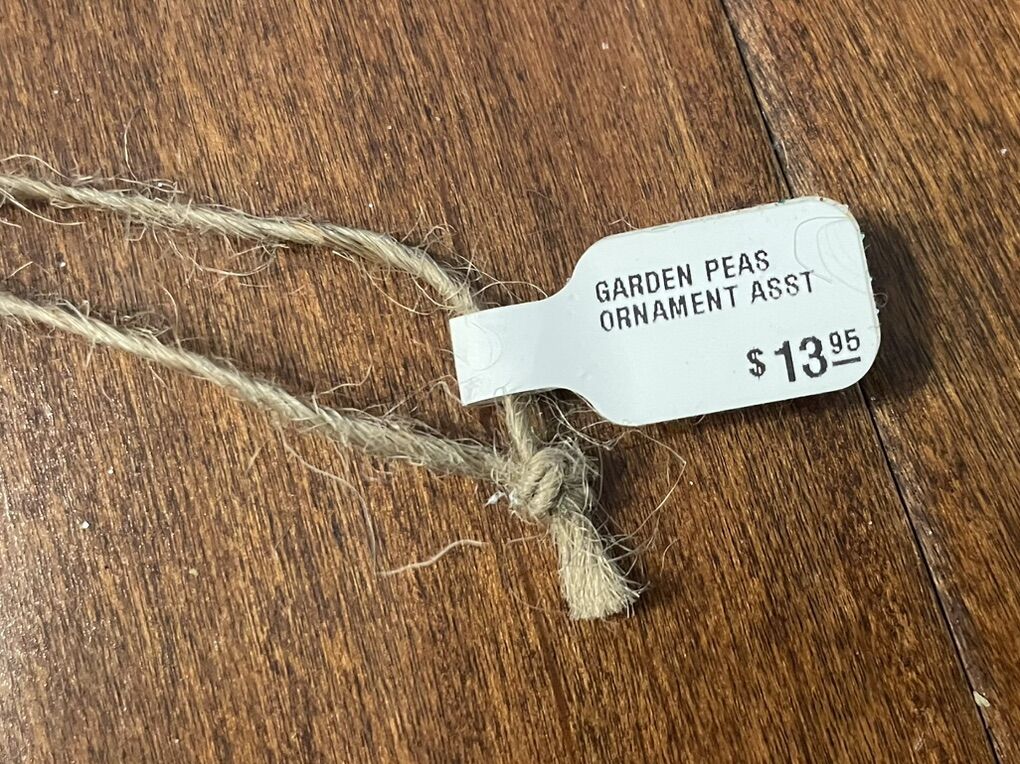 GARDEN PEAS
ORNAMENT ASST
$13.95